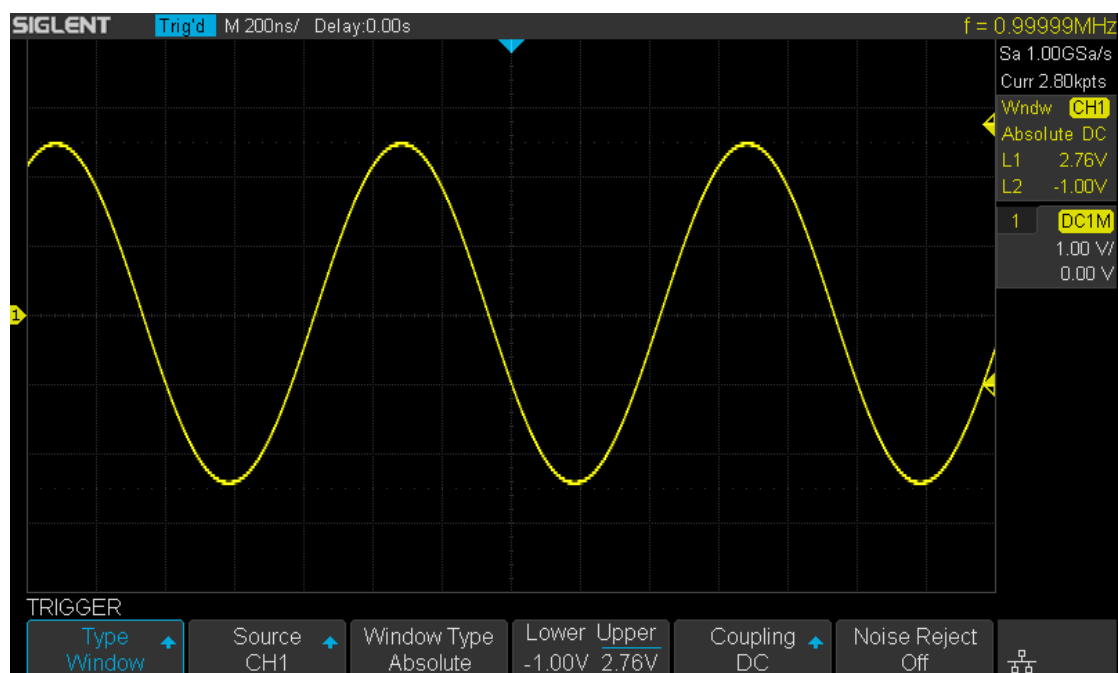 SIGLENT Trig'd M 200ns/ Delay:0.00s f = 0.99999MHz
Sa 1.00GSa/s
Curr 2.80kpts
Wndw CH1
Absolute DC
L1 2.76V
L2 -1.00V
1 DC1M
1.00 V/
0.00 V
1
TRIGGER
Type Source Window Type Lower Upper Coupling Noise Reject
Window CH1 Absolute -1.00V 2.76V DC Off